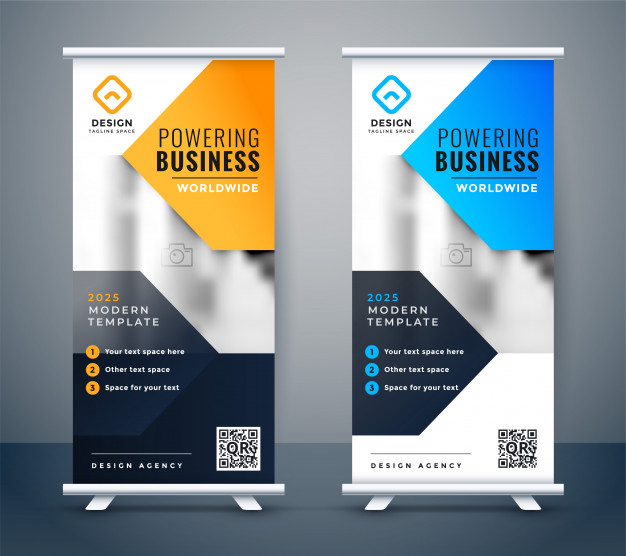 DESIGN
TAGLINE SPACE
POWERING
BUSINESS
WORLDWIDE
2025
MODERN
TEMPLATE
1 Your text space here
2 Other text space
3 Space for your text
DESIGN AGENCY
QR
DESIGN
TAGLINE SPACE
POWERING
BUSINESS
WORLDWIDE
2025
MODERN
TEMPLATE
1 Your text space here
2 Other text space
3 Space for your text
DESIGN AGENCY
QR